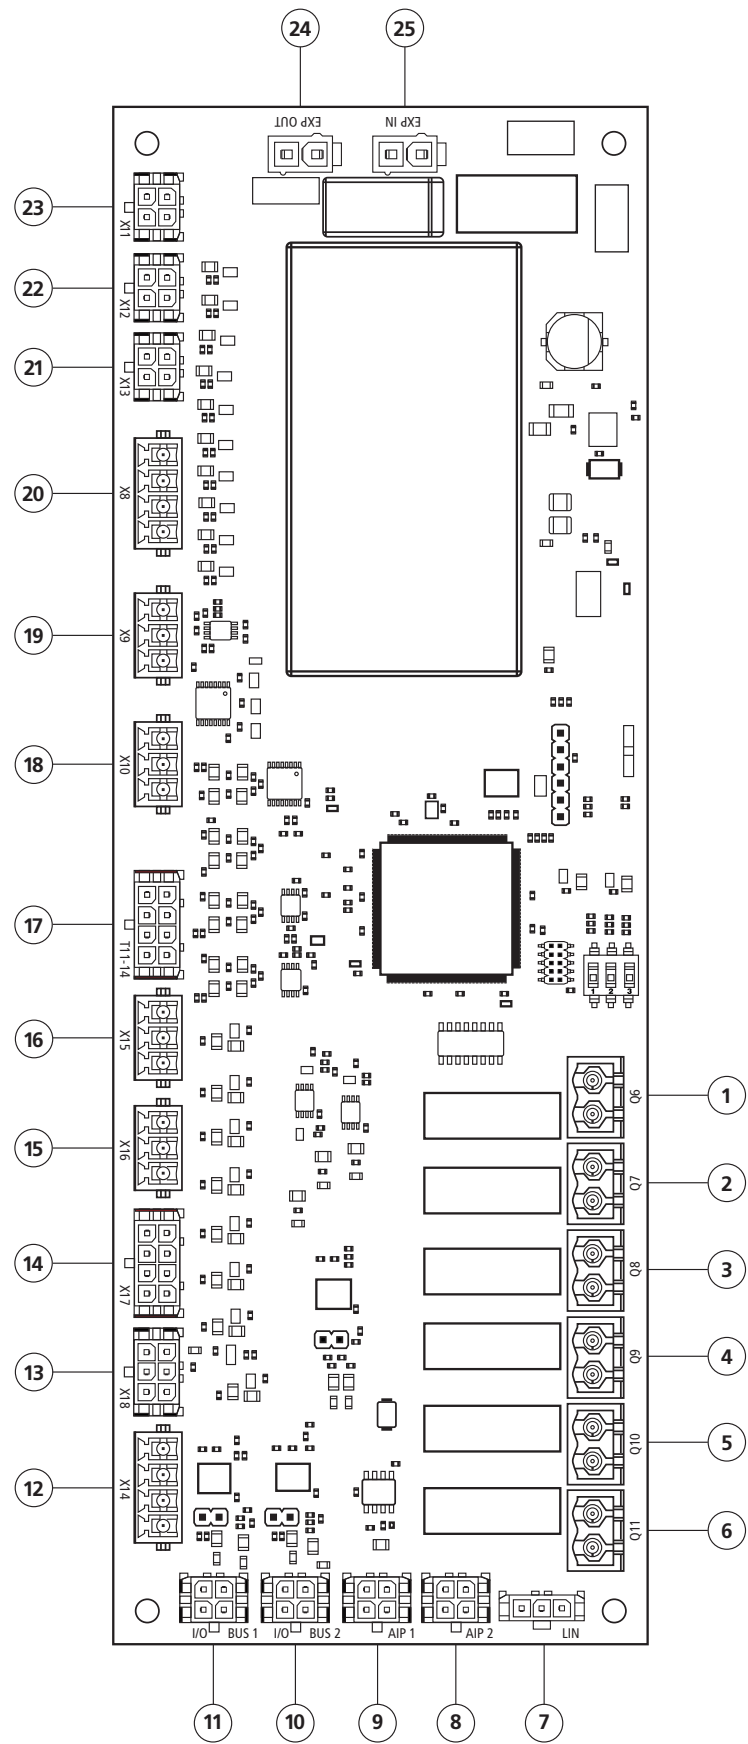 24
25
EXP OUT
EXP IN
23
X11
22
X12
21
X13
20
X8
19
X9
18
X10
17
T11-14
1 2 3
16
X15
Q6
1
15
X16
Q7
2
14
X17
Q8
3
13
X18
Q9
4
12
X14
Q10
5
Q11
6
I/O BUS 1
I/O BUS 2
AIP 1
AIP 2
LIN
11
10
9
8
7